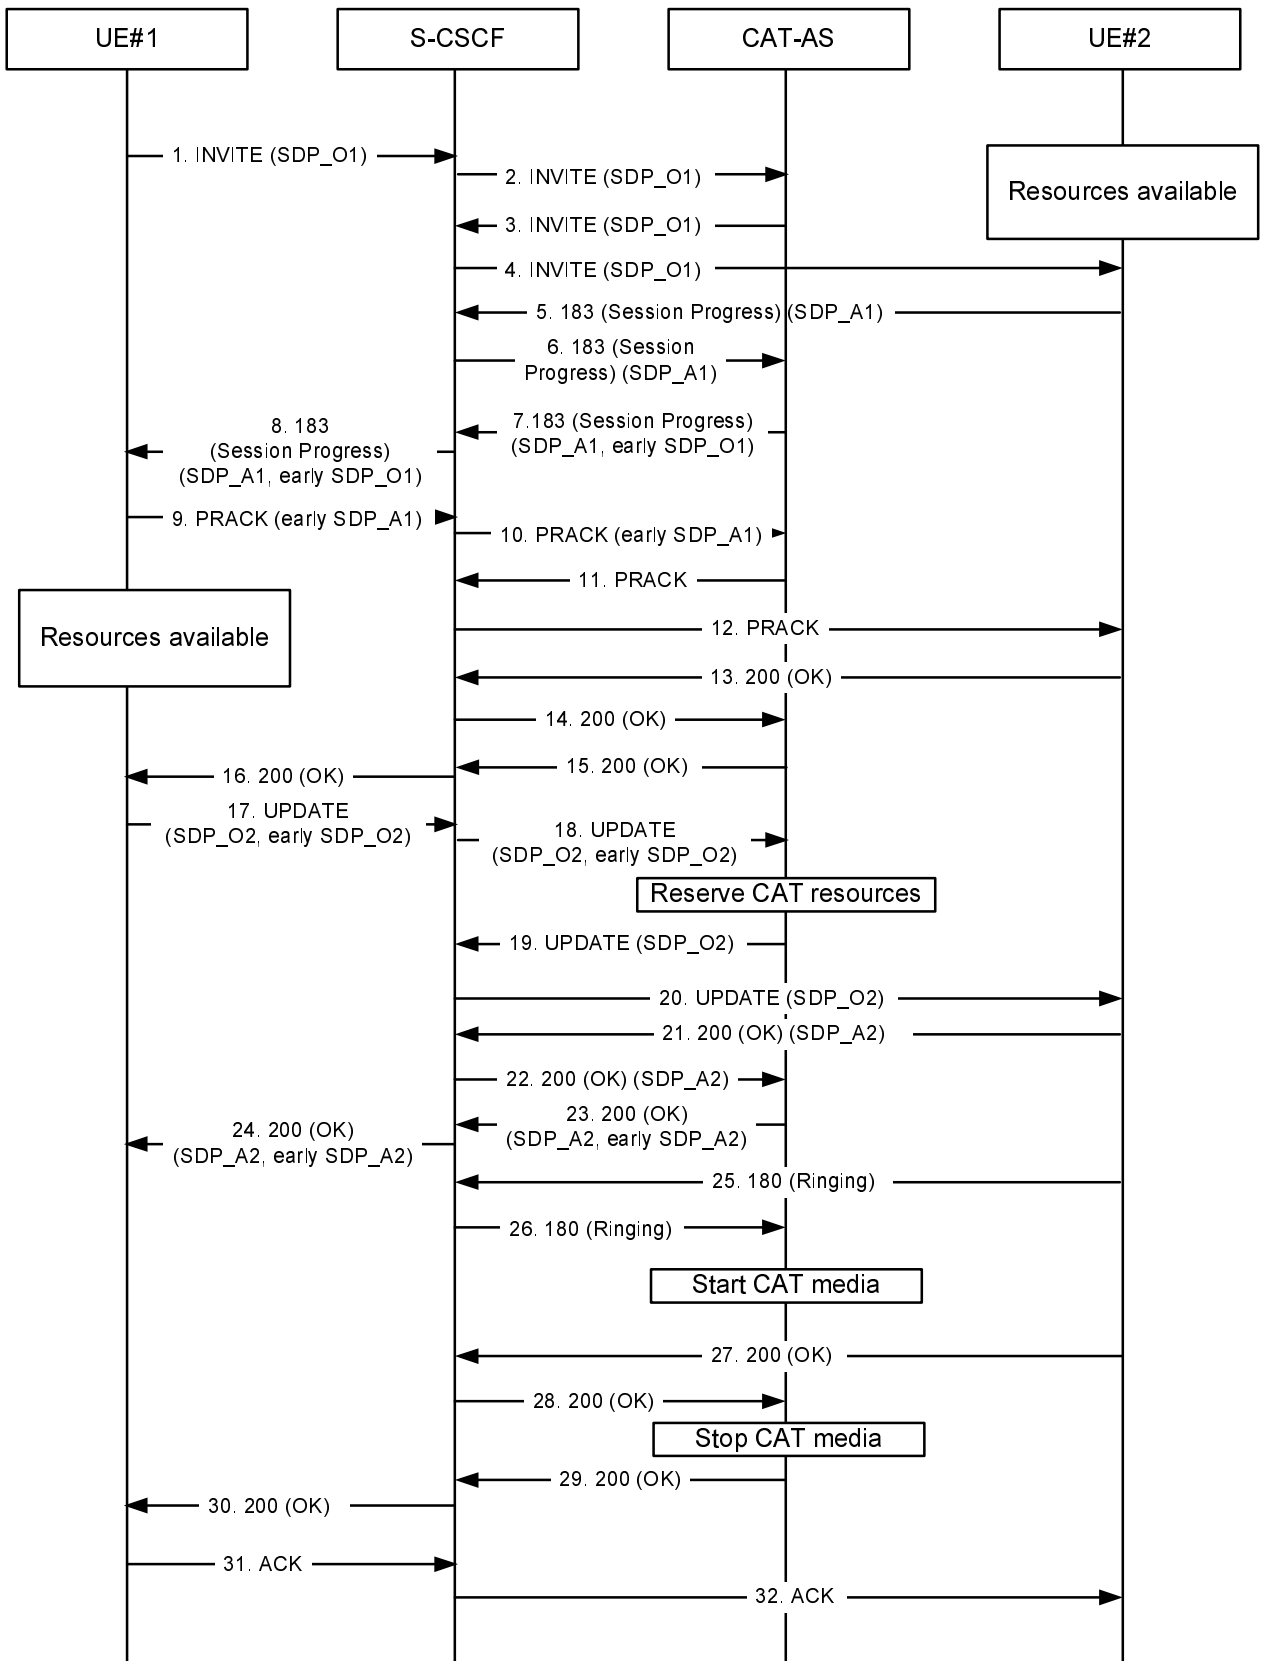 UE#1
S-CSCF
CAT-AS
UE#2
1. INVITE (SDP_O1)
Resources available
2. INVITE (SDP_O1)
3. INVITE (SDP_O1)
4. INVITE (SDP_O1)
5. 183 (Session Progress) (SDP_A1)
6. 183 (Session
Progress) (SDP_A1)
7.183 (Session Progress)
(SDP_A1, early SDP_O1)
8. 183
(Session Progress)
(SDP_A1, early SDP_O1)
9. PRACK (early SDP_A1)
10. PRACK (early SDP_A1)
11. PRACK
Resources available
12. PRACK
13. 200 (OK)
14. 200 (OK)
15. 200 (OK)
16. 200 (OK)
17. UPDATE
(SDP_O2, early SDP_O2)
18. UPDATE
(SDP_O2, early SDP_O2)
Reserve CAT resources
19. UPDATE (SDP_O2)
20. UPDATE (SDP_O2)
21. 200 (OK) (SDP_A2)
22. 200 (OK) (SDP_A2)
23. 200 (OK)
(SDP_A2, early SDP_A2)
24. 200 (OK)
(SDP_A2, early SDP_A2)
25. 180 (Ringing)
26. 180 (Ringing)
Start CAT media
27. 200 (OK)
28. 200 (OK)
Stop CAT media
29. 200 (OK)
30. 200 (OK)
31. ACK
32. ACK